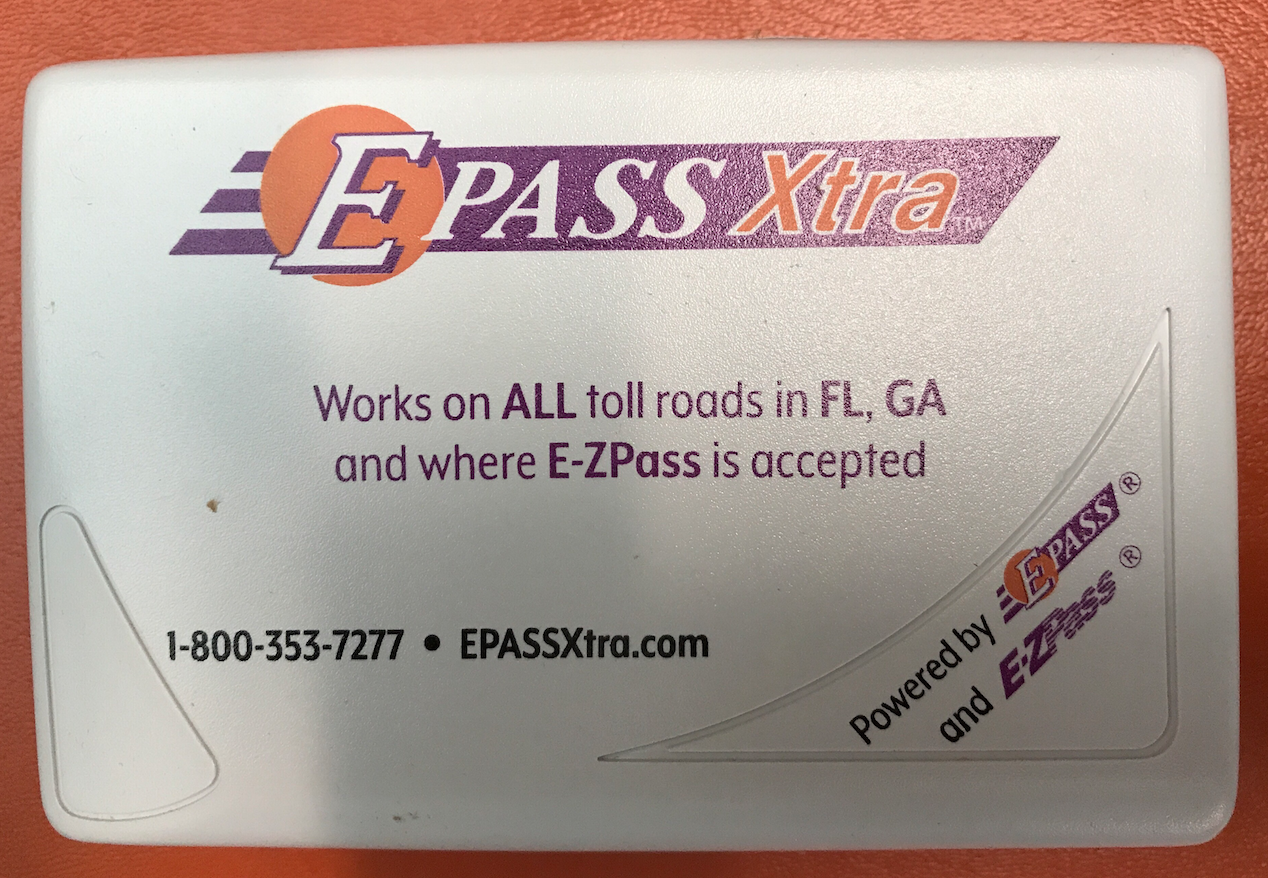 EPASS Xtra™
Works on ALL toll roads in FL, GA
and where E-ZPass is accepted
1-800-353-7277 • EPASSXtra.com
Powered by EPASS®
and E-ZPass®